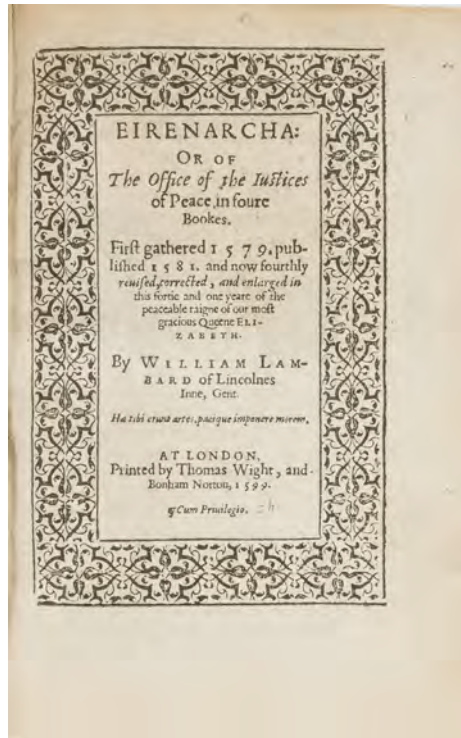 EIRENARCHA:
OR OF
The Office of the Iuſtices
of Peace, in foure
Bookes.
Firſt gathered 1579. pub-
liſhed 1581. and now fourthly
reuiſed, corrected, and enlarged in
this fortie and one yeare of the
peaceable raigne of our moſt
gracious Queene ELI-
ZABETH.
By WILLIAM LAM-
BARD of Lincolnes
Inne, Gent.
Hæ tibi erunt artes, pacique imponere morem.
AT LONDON,
Printed by Thomas Wight, and
Bonham Norton, 1599.
Cum Priuilegio.